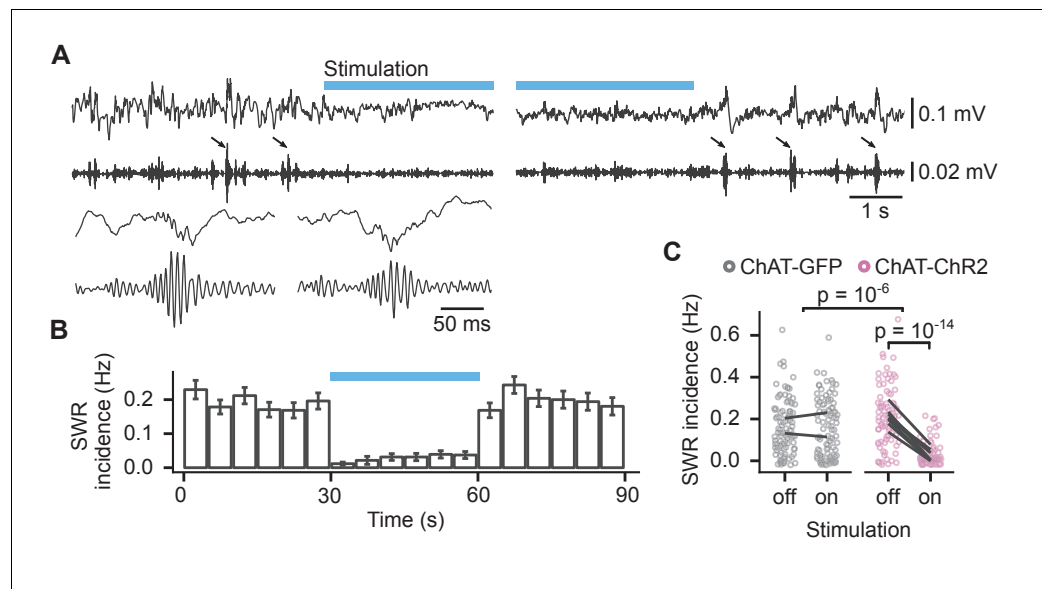 A
Stimulation
0.1 mV
0.02 mV
1 s
50 ms
B
SWR
incidence (Hz)
0.2
0.1
0.0
0
30
60
90
Time (s)
C
ChAT-GFP
ChAT-ChR2
p = 10-6
p = 10-14
SWR incidence (Hz)
0.6
0.4
0.2
0.0
off
on
off
on
Stimulation